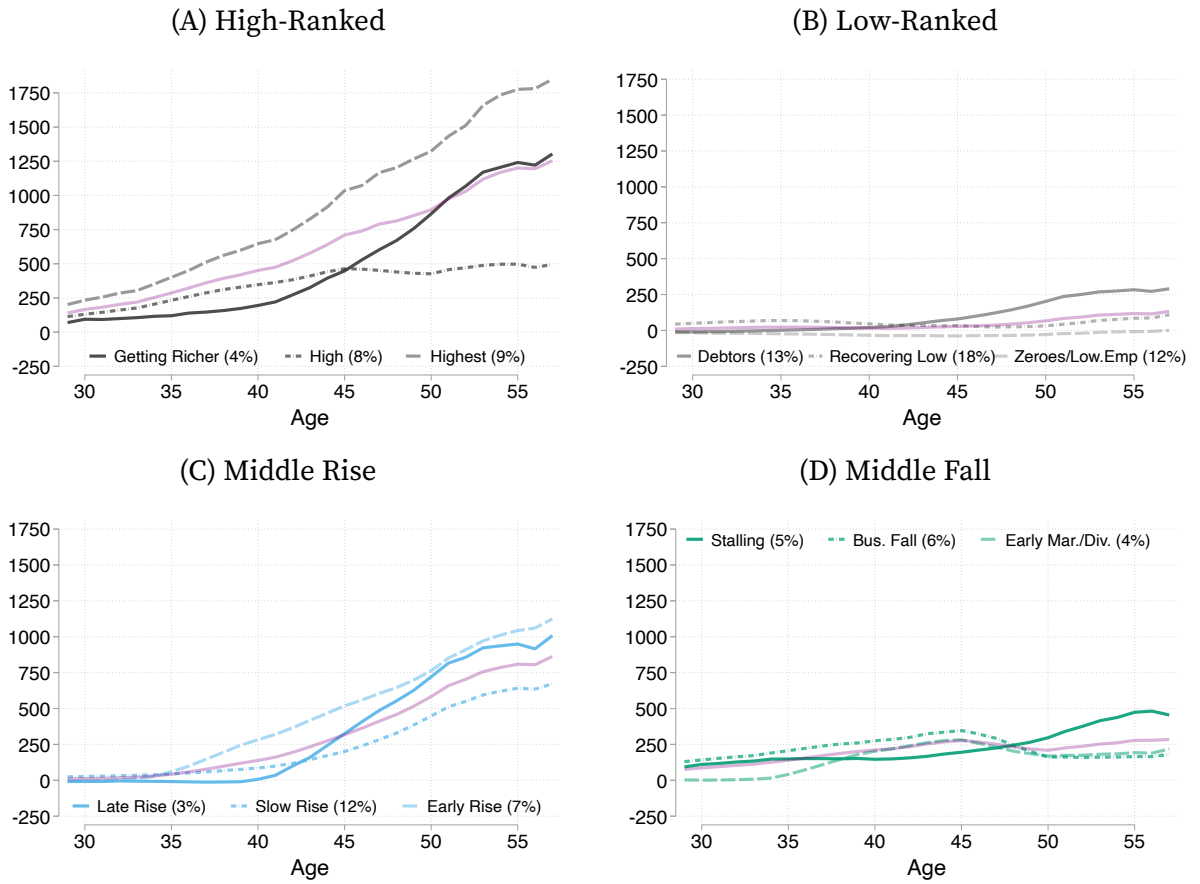 (A) High-Ranked
1750
1500
1250
1000
750
500
250
0
-250
Getting Richer (4%) High (8%) Highest (9%)
30 35 40 45 50 55
Age
(B) Low-Ranked
1750
1500
1250
1000
750
500
250
0
-250
Debtors (13%) Recovering Low (18%) Zeroes/Low.Emp (12%)
30 35 40 45 50 55
Age
(C) Middle Rise
1750
1500
1250
1000
750
500
250
0
-250
Late Rise (3%) Slow Rise (12%) Early Rise (7%)
30 35 40 45 50 55
Age
(D) Middle Fall
1750
1500
1250
1000
750
500
250
0
-250
Stalling (5%) Bus. Fall (6%) Early Mar./Div. (4%)
30 35 40 45 50 55
Age